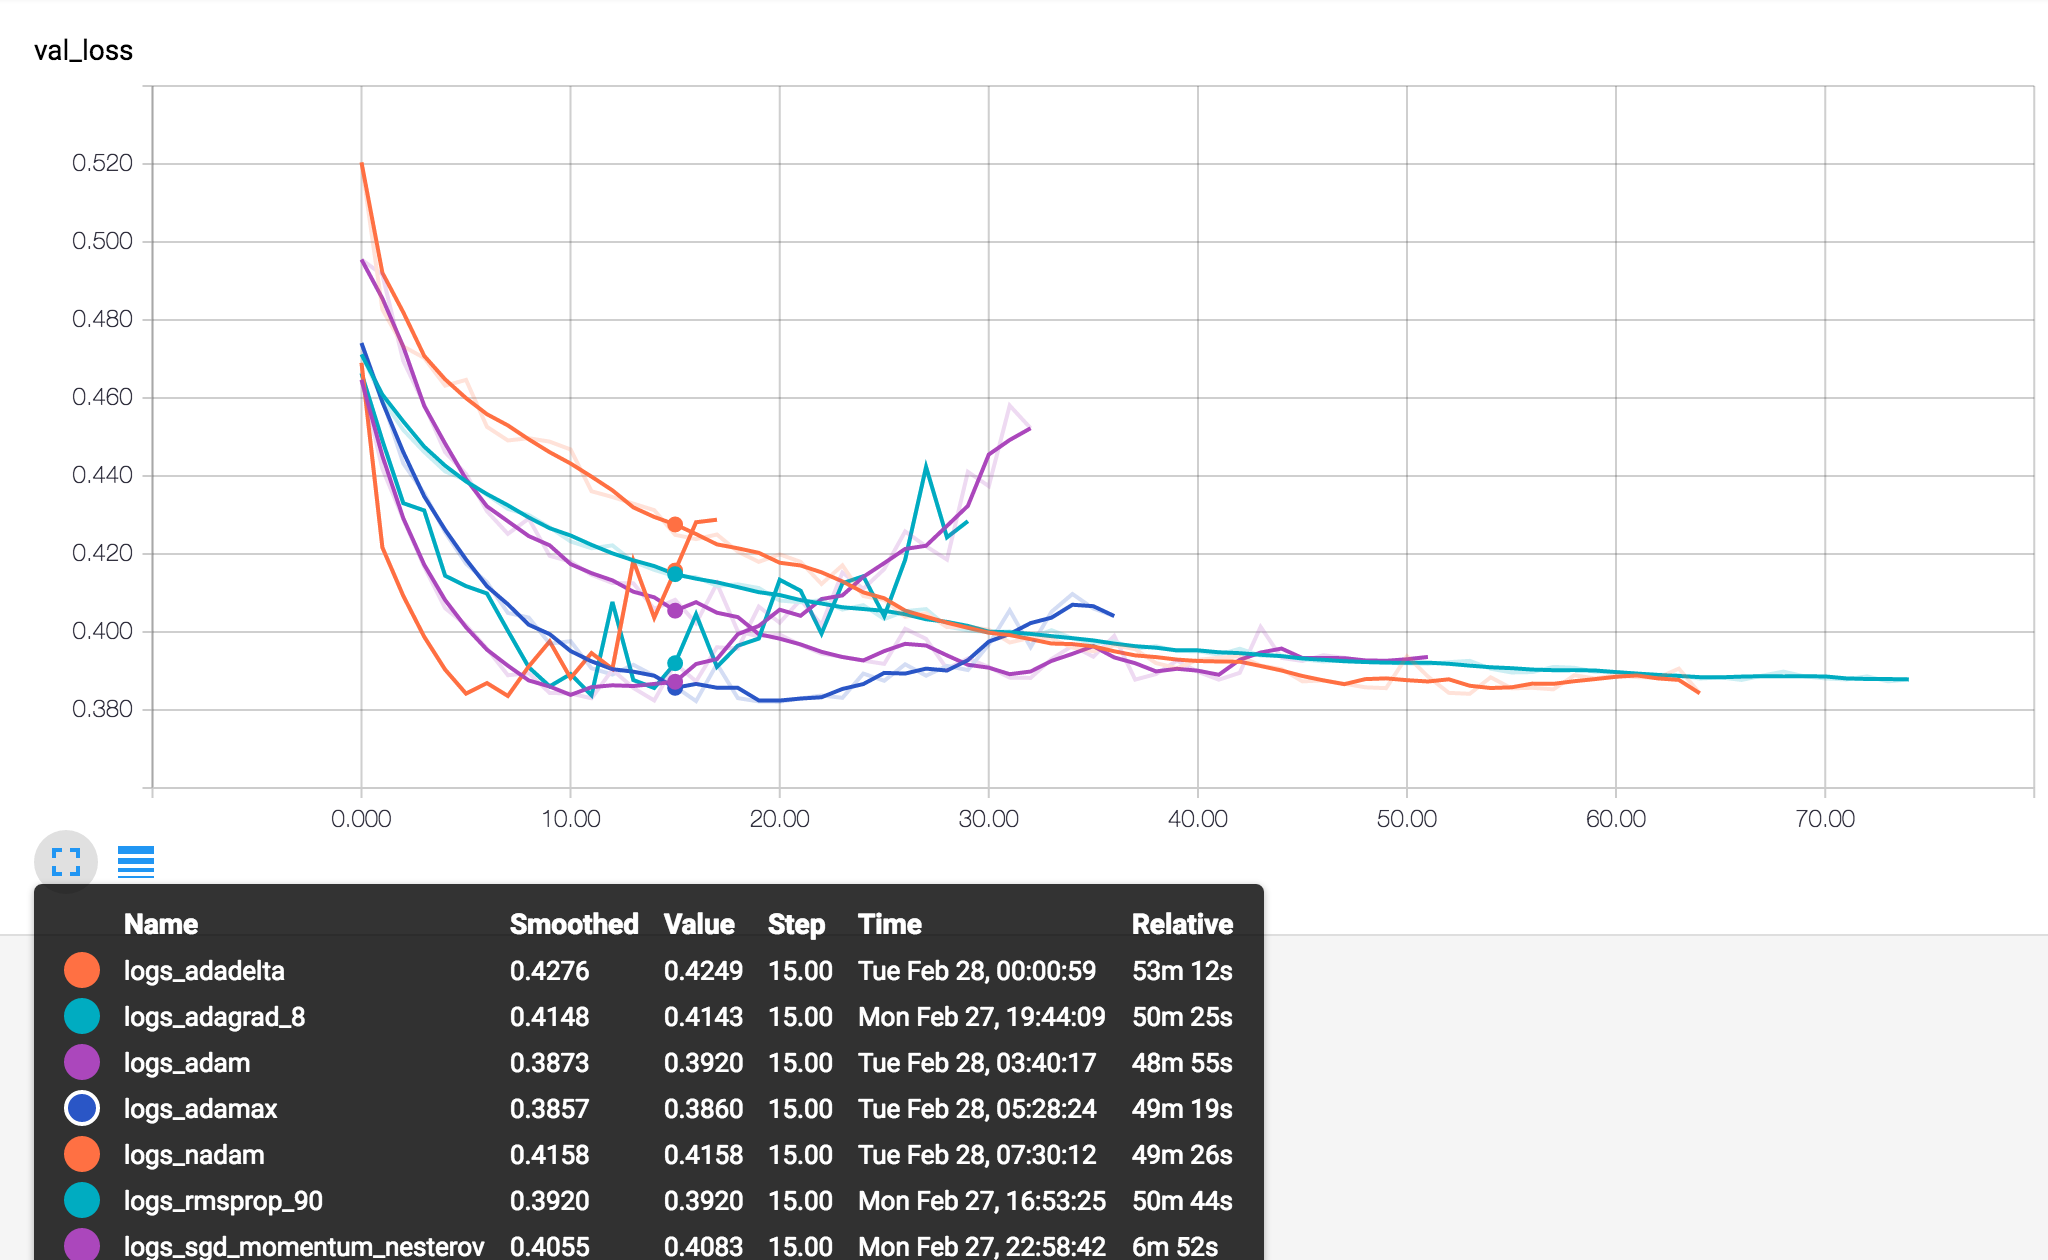 val_loss
0.520
0.500
0.480
0.460
0.440
0.420
0.400
0.380
0.000 10.00 20.00 30.00 40.00 50.00 60.00 70.00
Name Smoothed Value Step Time Relative
logs_adadelta 0.4276 0.4249 15.00 Tue Feb 28, 00:00:59 53m 12s
logs_adagrad_8 0.4148 0.4143 15.00 Mon Feb 27, 19:44:09 50m 25s
logs_adam 0.3873 0.3920 15.00 Tue Feb 28, 03:40:17 48m 55s
logs_adamax 0.3857 0.3860 15.00 Tue Feb 28, 05:28:24 49m 19s
logs_nadam 0.4158 0.4158 15.00 Tue Feb 28, 07:30:12 49m 26s
logs_rmsprop_90 0.3920 0.3920 15.00 Mon Feb 27, 16:53:25 50m 44s
logs_sgd_momentum_nesterov 0.4055 0.4083 15.00 Mon Feb 27, 22:58:42 6m 52s